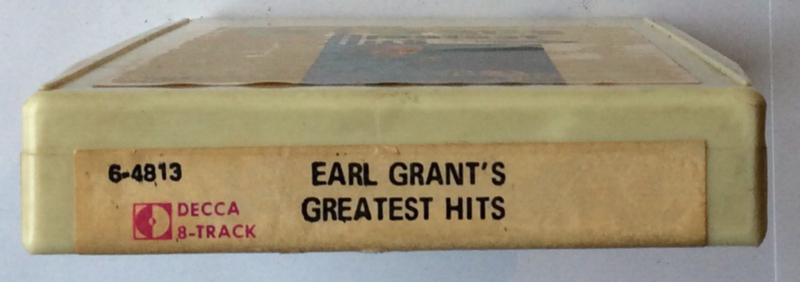 6-4813
EARL GRANT'S
GREATEST HITS
DECCA
8-TRACK